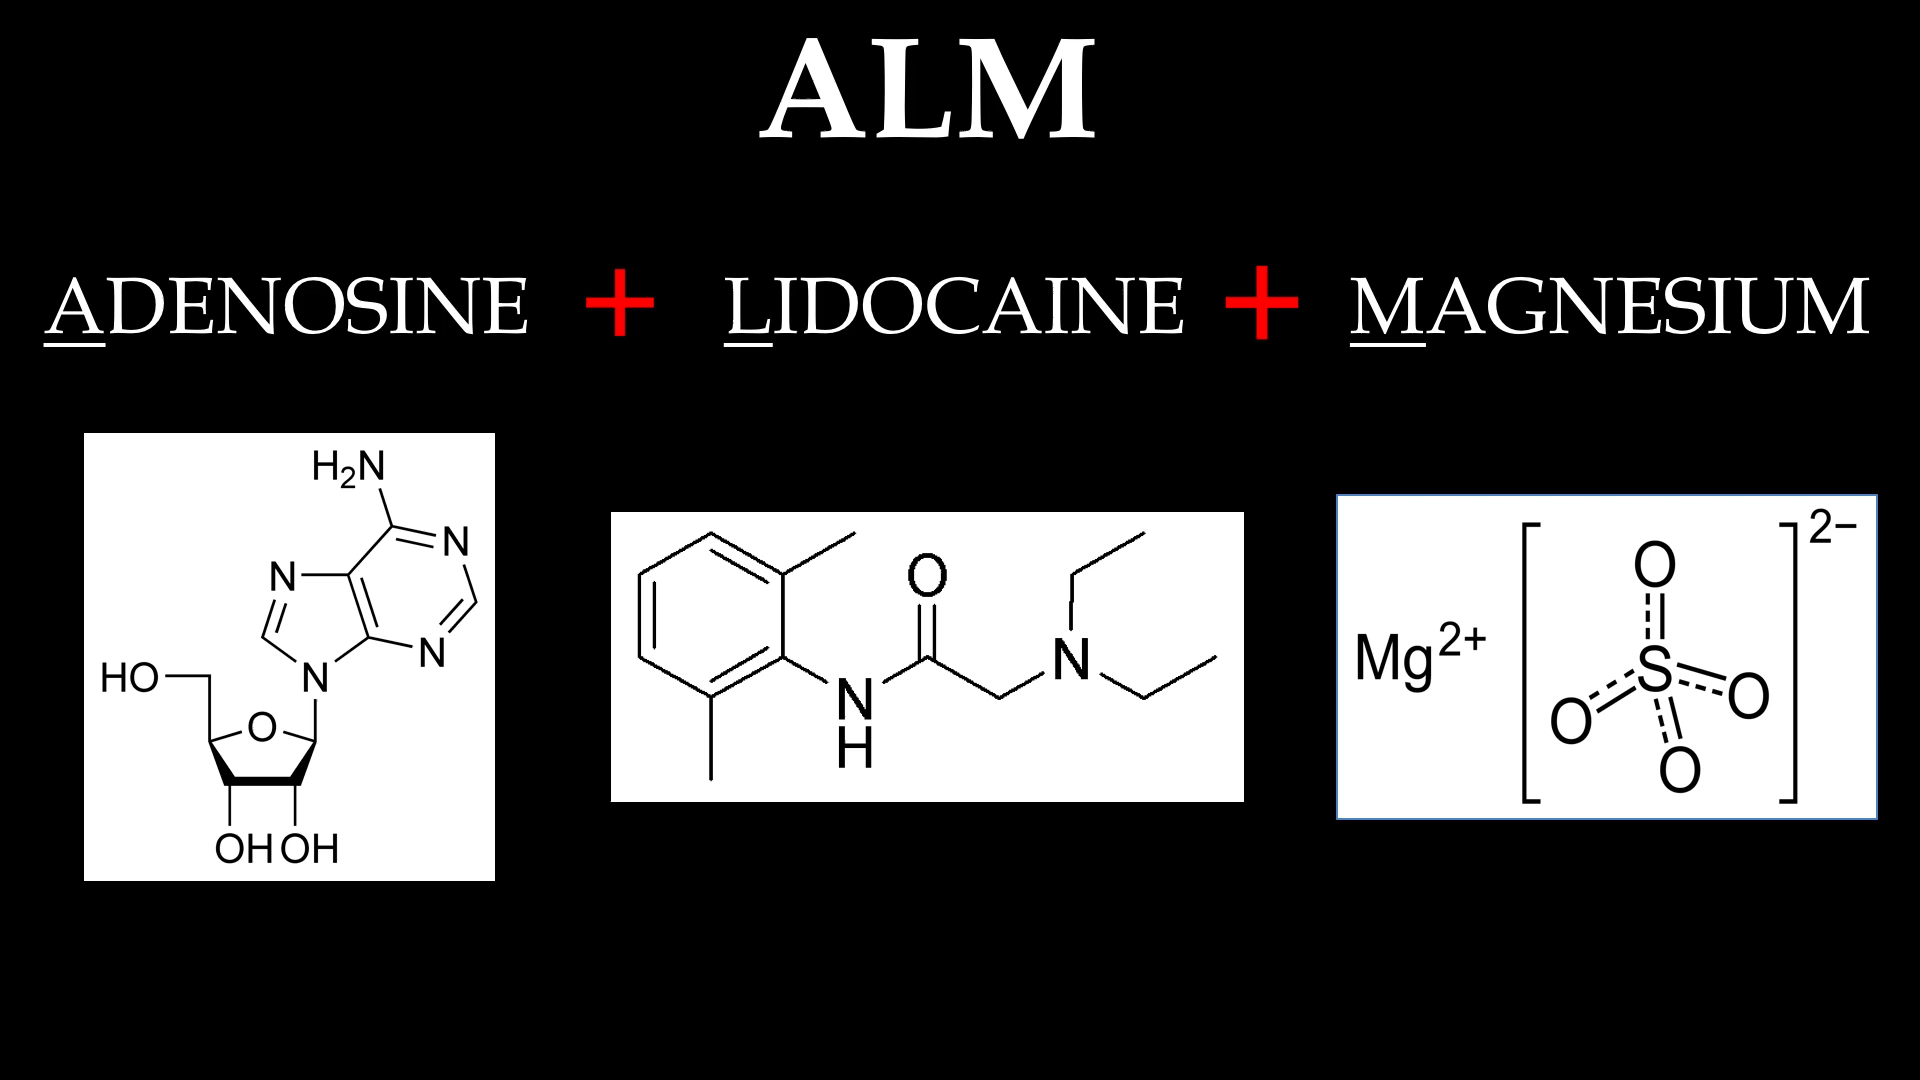 ALM
ADENOSINE + LIDOCAINE + MAGNESIUM
H₂N
N
N
N
N
HO
O
OH OH
O
N
H
N
Mg²⁺
2−
O
S
O
O
O